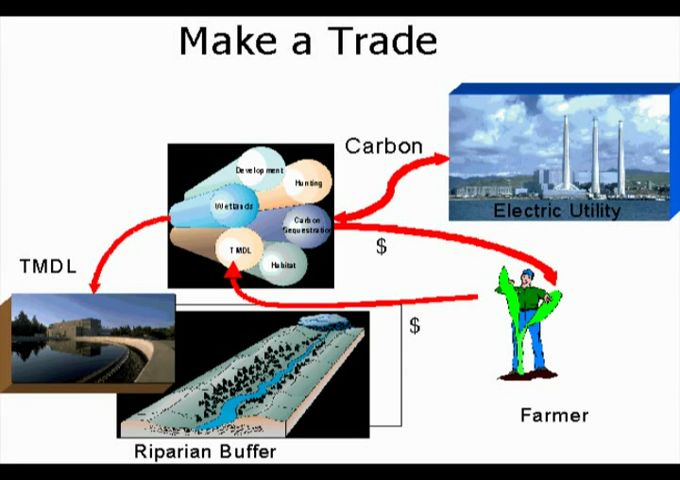 Make a Trade
Carbon
Development
Hunting
Wetlands
Carbon
Sequestration
TMDL
Habitat
Electric Utility
$
TMDL
$
Farmer
Riparian Buffer